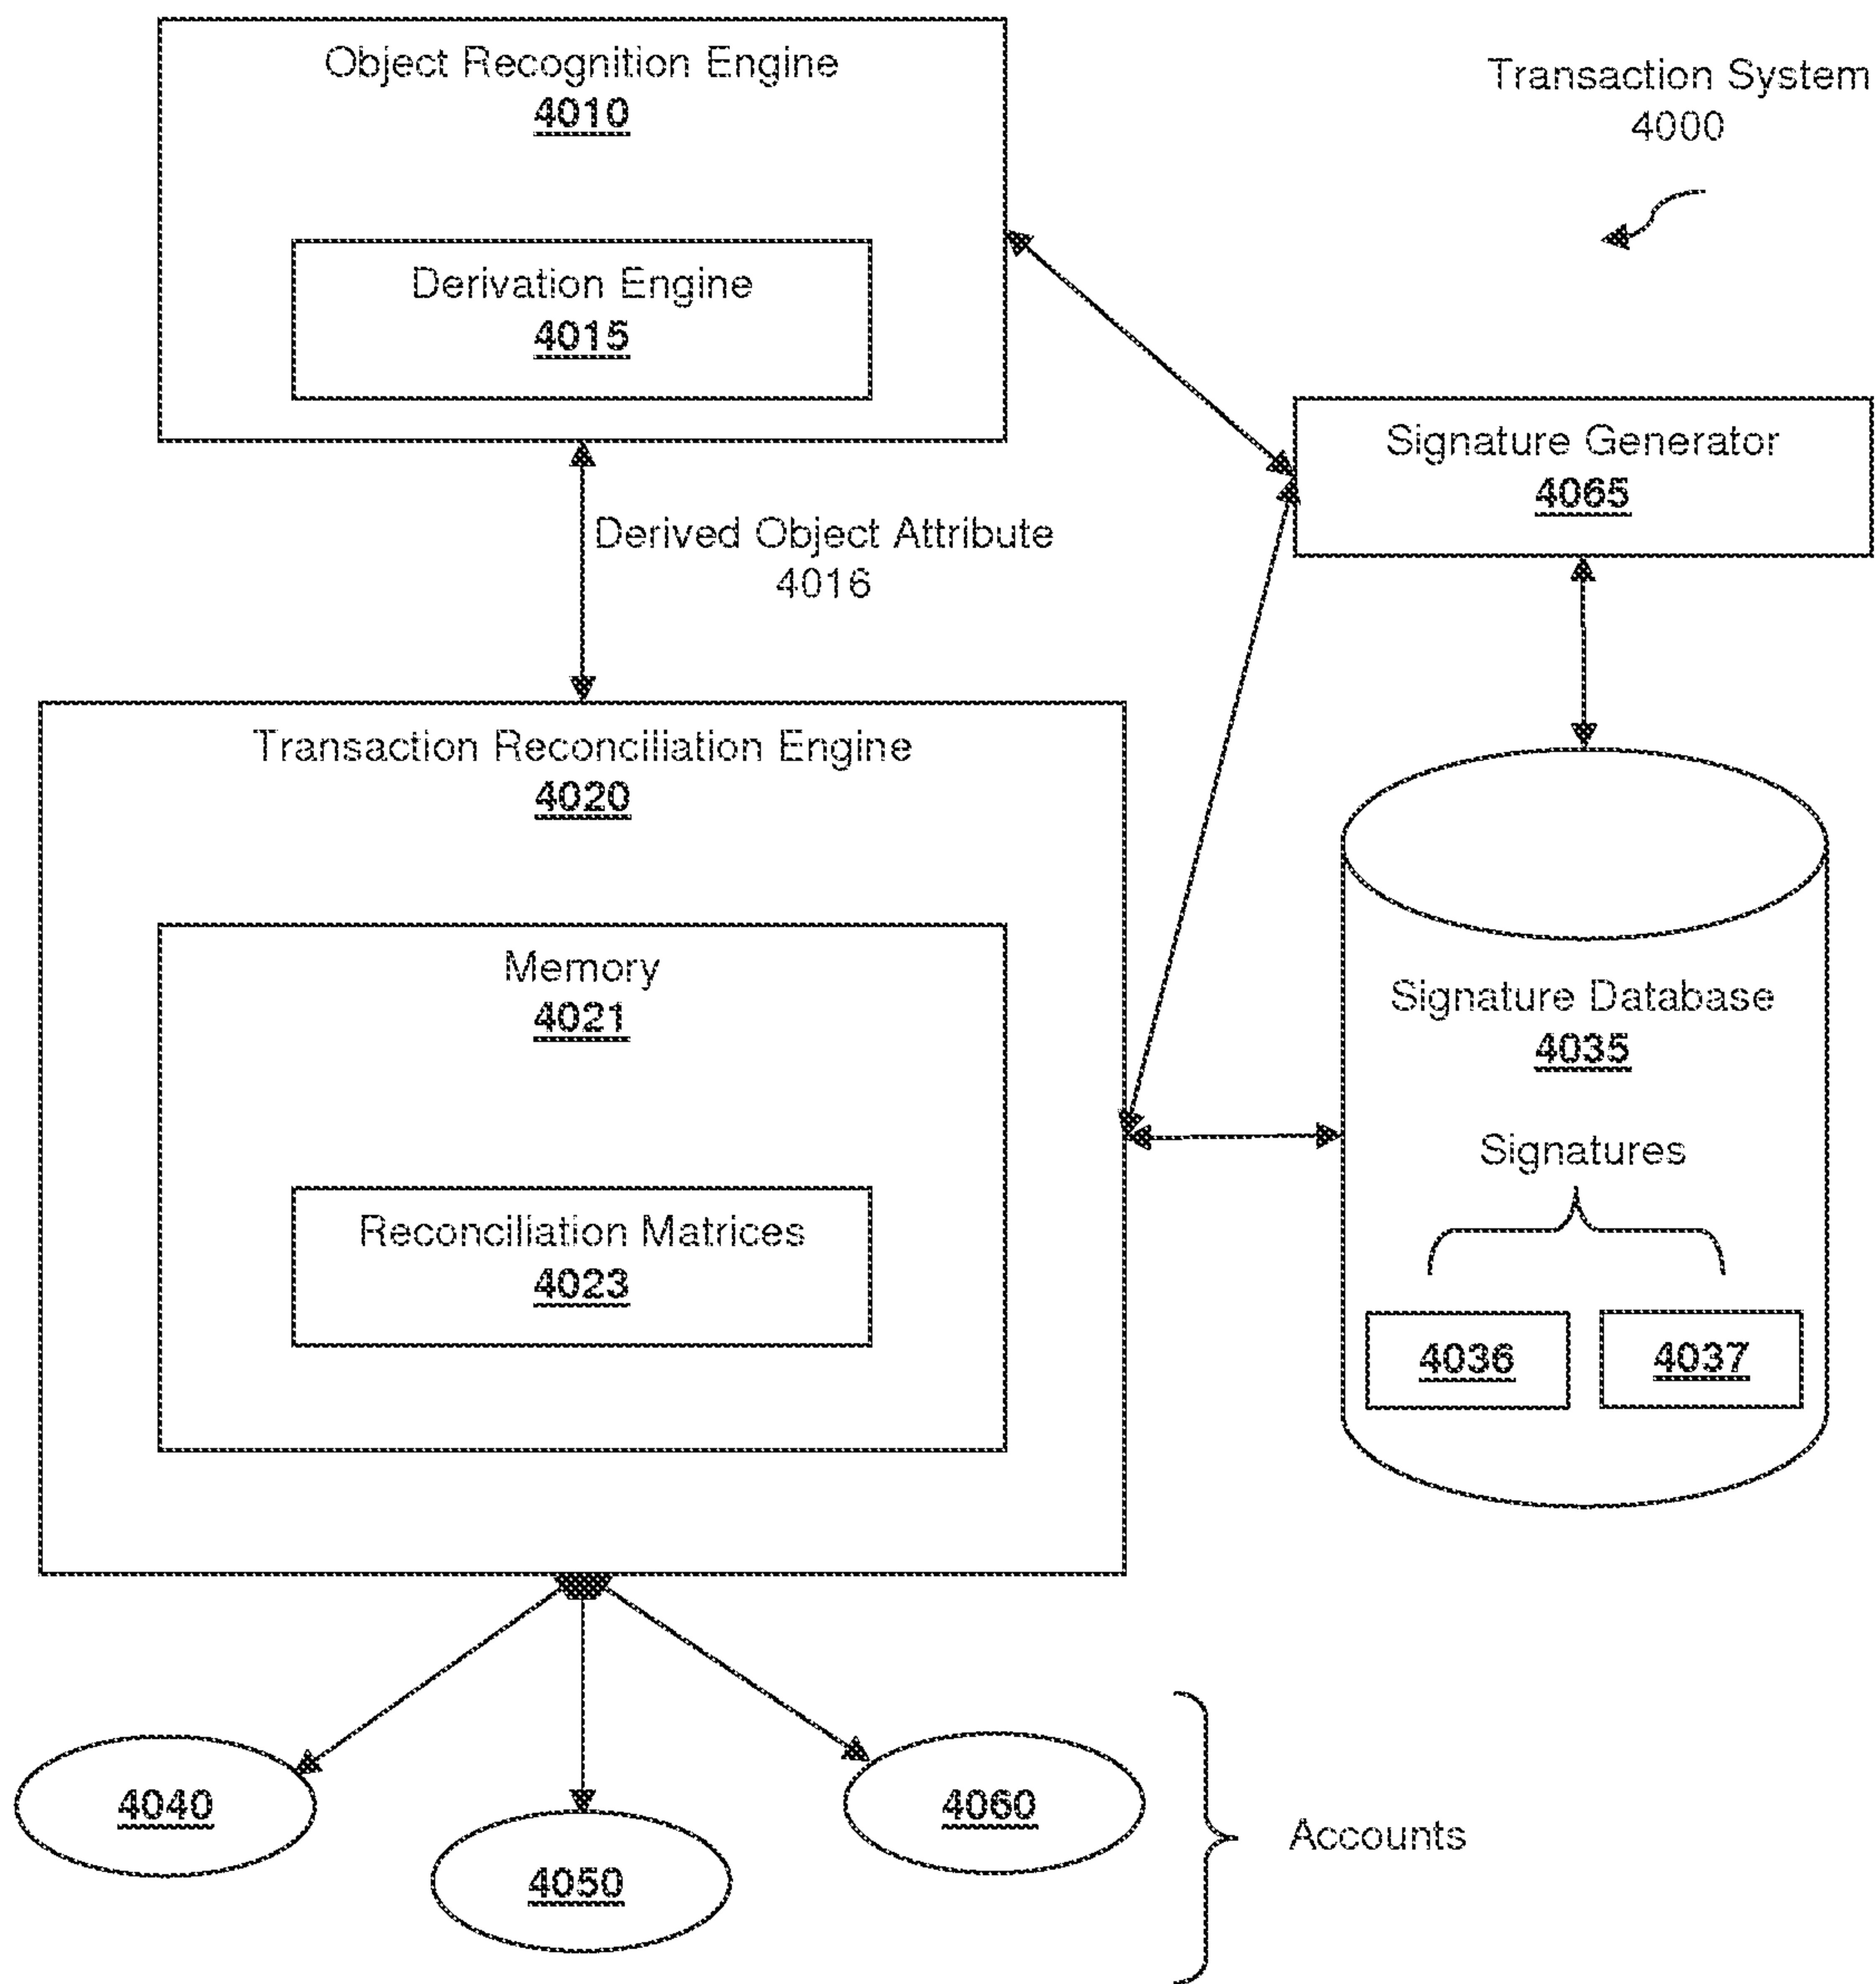 Object Recognition Engine
4010
Transaction System
4000
Derivation Engine
4015
Signature Generator
4065
Derived Object Attribute
4016
Transaction Reconciliation Engine
4020
Memory
4021
Signature Database
4035
Signatures
Reconciliation Matrices
4023
4036
4037
4040
4050
4060
Accounts